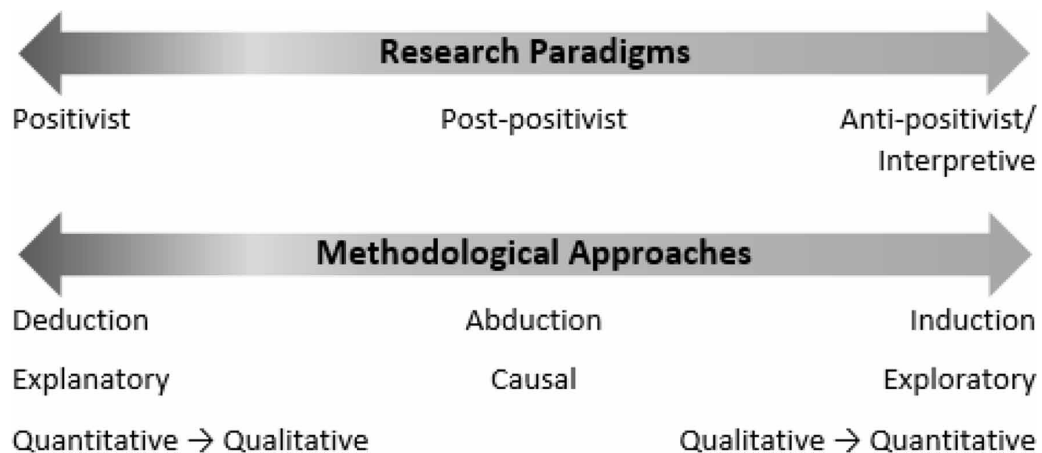 Research Paradigms
Positivist Post-positivist Anti-positivist/
Interpretive
Methodological Approaches
Deduction Abduction Induction
Explanatory Causal Exploratory
Quantitative → Qualitative Qualitative → Quantitative